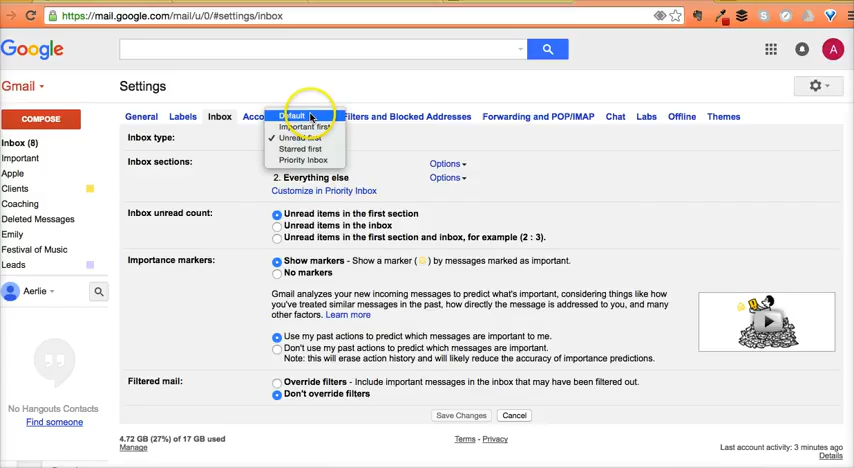 https://mail.google.com/mail/u/0/#settings/inbox
Google
A
Gmail
Settings
COMPOSE
General Labels Inbox Acco Filters and Blocked Addresses Forwarding and POP/IMAP Chat Labs Offline Themes
Default
Important first
Unread first
Starred first
Priority Inbox
Inbox (8)
Important
Apple
Clients
Coaching
Deleted Messages
Emily
Festival of Music
Leads
Aerlie
No Hangouts Contacts
Find someone
Inbox type:
Inbox sections:
Options
2. Everything else Options
Customize in Priority Inbox
Inbox unread count:
Unread items in the first section
Unread items in the inbox
Unread items in the first section and inbox, for example (2 : 3).
Importance markers:
Show markers - Show a marker ( ) by messages marked as important.
No markers
Gmail analyzes your new incoming messages to predict what's important, considering things like how
you've treated similar messages in the past, how directly the message is addressed to you, and many
other factors. Learn more
Use my past actions to predict which messages are important to me.
Don't use my past actions to predict which messages are important.
Note: this will erase action history and will likely reduce the accuracy of importance predictions.
Filtered mail:
Override filters - Include important messages in the inbox that may have been filtered out.
Don't override filters
Save Changes Cancel
4.72 GB (27%) of 17 GB used
Manage
Terms - Privacy
Last account activity: 3 minutes ago
Details